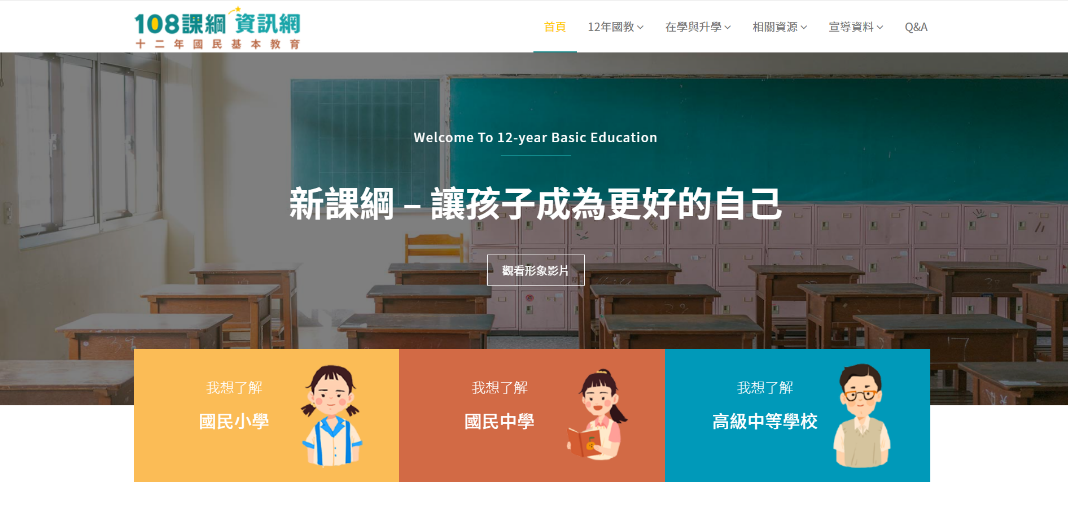 108課綱 資訊網
十二年國民基本教育
首頁 12年國教 在學與升學 相關資源 宣導資料 Q&A
Welcome To 12-year Basic Education
新課綱 – 讓孩子成為更好的自己
觀看形象影片
我想了解
國民小學
我想了解
國民中學
我想了解
高級中等學校